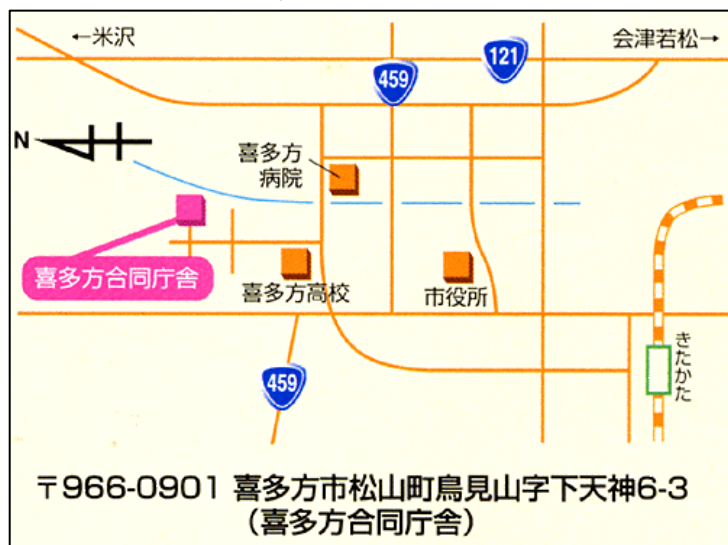 ←米沢
会津若松→
121
459
N
喜多方
病院
喜多方合同庁舎
喜多方高校
市役所
459
きたかた
〒966-0901 喜多方市松山町鳥見山字下天神6-3
（喜多方合同庁舎）